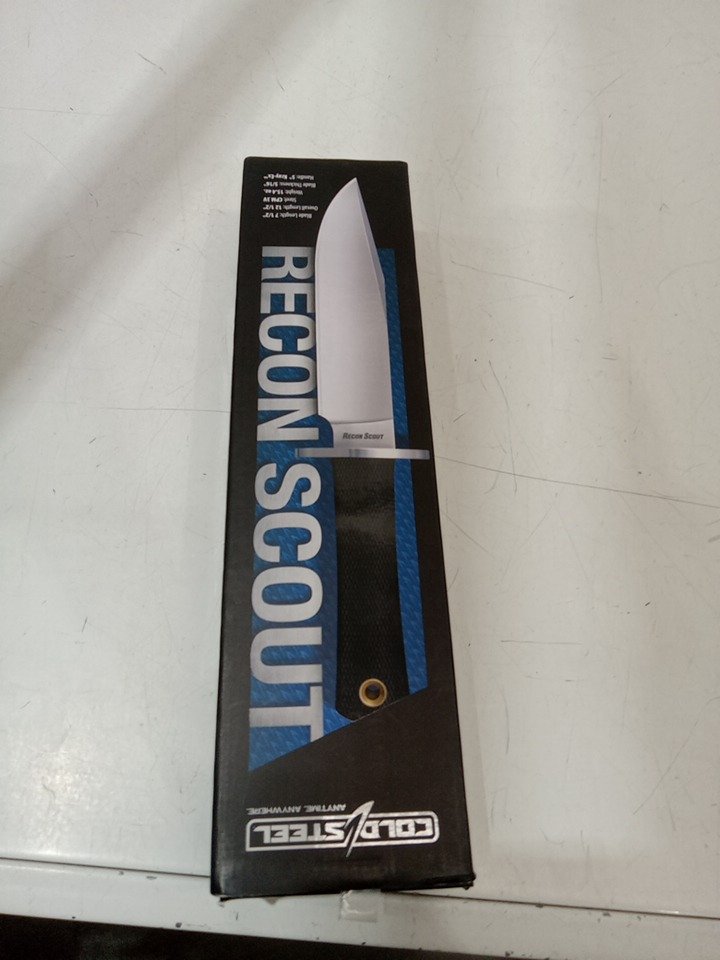 COLD STEEL
ANYTIME. ANYWHERE.
RECON SCOUT
RECON SCOUT
Blade Length: 7 1/2"
Overall Length: 12 1/2"
Steel: CPM 3V
Weight: 15.4 oz.
Blade Thickness: 5/16"
Handle: 5" Kray-Ex™